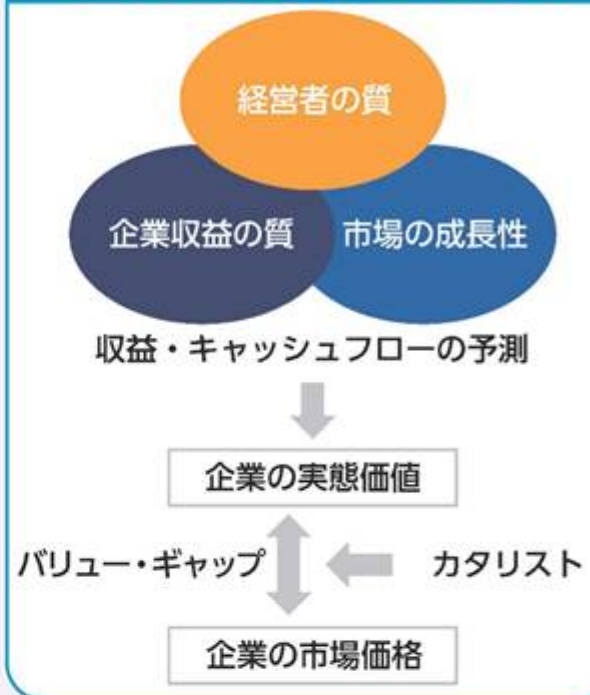 経営者の質
企業収益の質
市場の成長性
収益・キャッシュフローの予測
企業の実態価値
バリュー・ギャップ
カタリスト
企業の市場価格